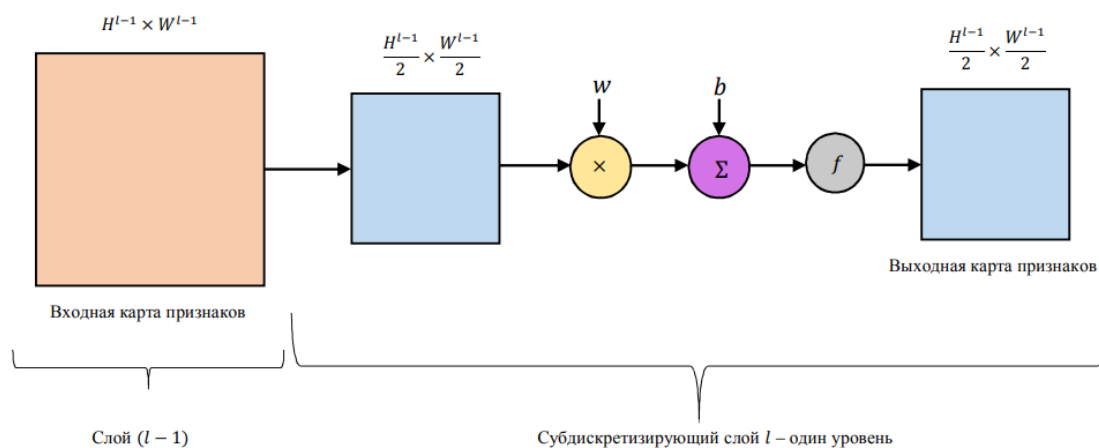 H^{l−1} × W^{l−1}
H^{l−1}/2 × W^{l−1}/2
w
b
H^{l−1}/2 × W^{l−1}/2
×
Σ
f
Входная карта признаков
Выходная карта признаков
Слой (l − 1)
Субдискретизирующий слой l – один уровень